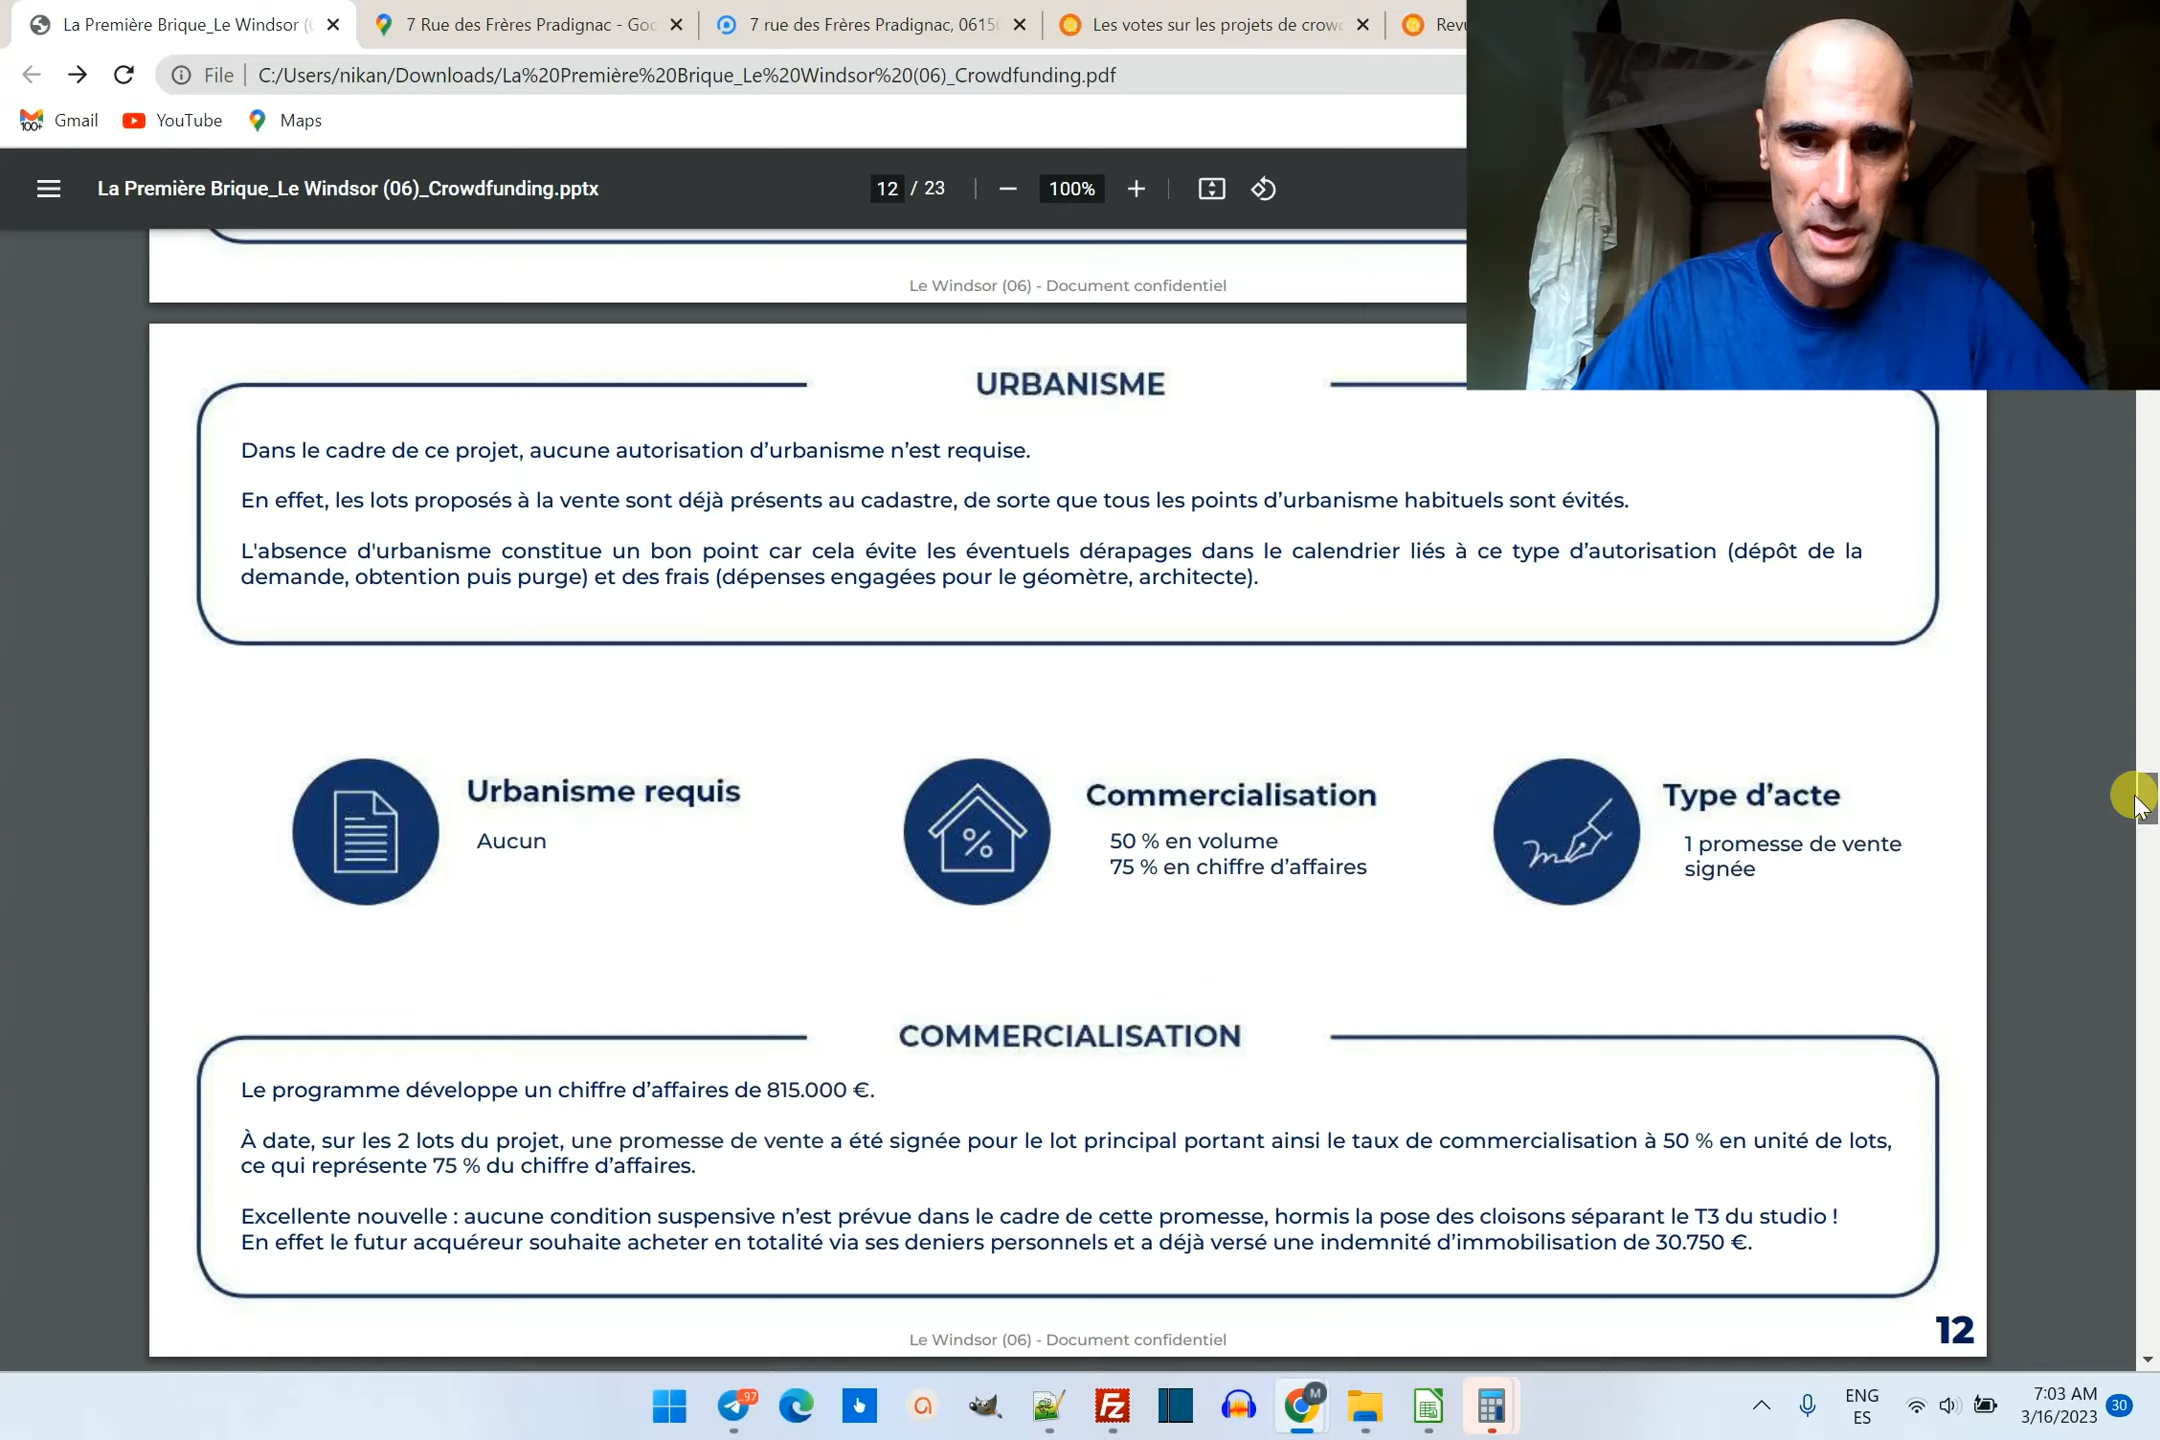 La Première Brique_Le Windsor (
7 Rue des Frères Pradignac - Goo
7 rue des Frères Pradignac, 0615
Les votes sur les projets de crow
Revu
File
C:/Users/nikan/Downloads/La%20Première%20Brique_Le%20Windsor%20(06)_Crowdfunding.pdf
100+
Gmail
YouTube
Maps
La Première Brique_Le Windsor (06)_Crowdfunding.pptx
12 / 23
100%
Le Windsor (06) - Document confidentiel
URBANISME
Dans le cadre de ce projet, aucune autorisation d’urbanisme n’est requise.
En effet, les lots proposés à la vente sont déjà présents au cadastre, de sorte que tous les points d’urbanisme habituels sont évités.
L'absence d'urbanisme constitue un bon point car cela évite les éventuels dérapages dans le calendrier liés à ce type d’autorisation (dépôt de la
demande, obtention puis purge) et des frais (dépenses engagées pour le géomètre, architecte).
Urbanisme requis
Aucun
%
Commercialisation
50 % en volume
75 % en chiffre d’affaires
Type d’acte
1 promesse de vente
signée
COMMERCIALISATION
Le programme développe un chiffre d’affaires de 815.000 €.
À date, sur les 2 lots du projet, une promesse de vente a été signée pour le lot principal portant ainsi le taux de commercialisation à 50 % en unité de lots,
ce qui représente 75 % du chiffre d’affaires.
Excellente nouvelle : aucune condition suspensive n’est prévue dans le cadre de cette promesse, hormis la pose des cloisons séparant le T3 du studio !
En effet le futur acquéreur souhaite acheter en totalité via ses deniers personnels et a déjà versé une indemnité d’immobilisation de 30.750 €.
Le Windsor (06) - Document confidentiel
12
97
Fz
M
ENG
ES
7:03 AM
3/16/2023
30